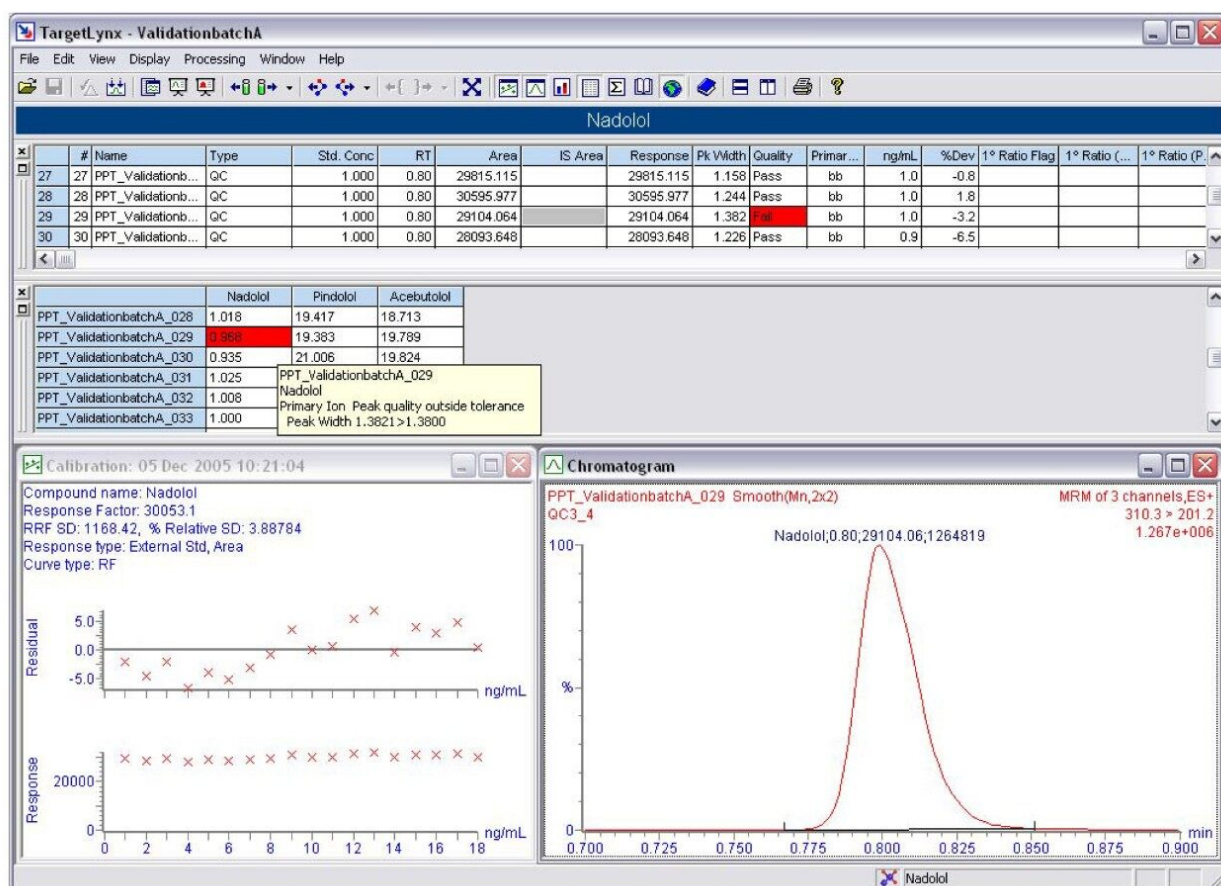 TargetLynx - ValidationbatchA
File Edit View Display Processing Window Help
Nadolol
# Name Type Std. Conc RT Area IS Area Response Pk Width Quality Primar... ng/mL %Dev 1º Ratio Flag 1º Ratio (... 1º Ratio (P
27 27 PPT_Validationb... QC 1.000 0.80 29815.115 29815.115 1.158 Pass bb 1.0 -0.8
28 28 PPT_Validationb... QC 1.000 0.80 30595.977 30595.977 1.244 Pass bb 1.0 1.8
29 29 PPT_Validationb... QC 1.000 0.80 29104.064 29104.064 1.382 Fail bb 1.0 -3.2
30 30 PPT_Validationb... QC 1.000 0.80 28093.648 28093.648 1.226 Pass bb 0.9 -6.5
Nadolol Pindolol Acebutolol
PPT_ValidationbatchA_028 1.018 19.417 18.713
PPT_ValidationbatchA_029 0.968 19.383 19.789
PPT_ValidationbatchA_030 0.935 21.006 19.824
PPT_ValidationbatchA_031 1.025
PPT_ValidationbatchA_032 1.008
PPT_ValidationbatchA_033 1.000
PPT_ValidationbatchA_029
Nadolol
Primary Ion Peak quality outside tolerance
Peak Width 1.3821>1.3800
Calibration: 05 Dec 2005 10:21:04
Compound name: Nadolol
Response Factor: 30053.1
RRF SD: 1168.42, % Relative SD: 3.88784
Response type: External Std, Area
Curve type: RF
Residual
5.0
0.0
-5.0
ng/mL
Response
20000
0
ng/mL
0 2 4 6 8 10 12 14 16 18
Chromatogram
PPT_ValidationbatchA_029 Smooth(Mn,2x2)
QC3_4
MRM of 3 channels,ES+
310.3 > 201.2
1.267e+006
Nadolol;0.80;29104.06;1264819
100
%
0
min
0.700 0.725 0.750 0.775 0.800 0.825 0.850 0.875 0.900
Nadolol